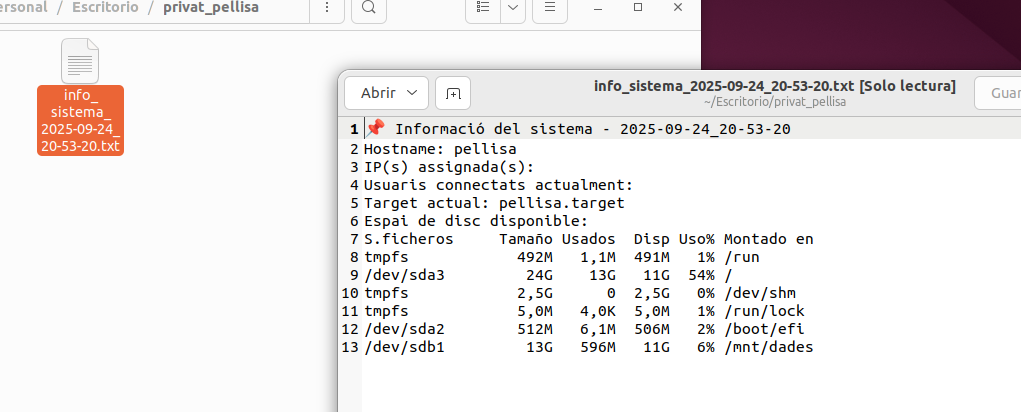 ersonal / Escritorio / privat_pellisa
info_
sistema_
2025-09-24_
20-53-20.txt
Abrir
info_sistema_2025-09-24_20-53-20.txt [Solo lectura]
~/Escritorio/privat_pellisa
Guar
1 📌 Informació del sistema - 2025-09-24_20-53-20
2 Hostname: pellisa
3 IP(s) assignada(s):
4 Usuaris connectats actualment:
5 Target actual: pellisa.target
6 Espai de disc disponible:
7 S.ficheros     Tamaño Usados  Disp Uso% Montado en
8 tmpfs            492M   1,1M  491M   1% /run
9 /dev/sda3         24G    13G   11G  54% /
10 tmpfs            2,5G      0  2,5G   0% /dev/shm
11 tmpfs            5,0M   4,0K  5,0M   1% /run/lock
12 /dev/sda2        512M   6,1M  506M   2% /boot/efi
13 /dev/sdb1         13G   596M   11G   6% /mnt/dades